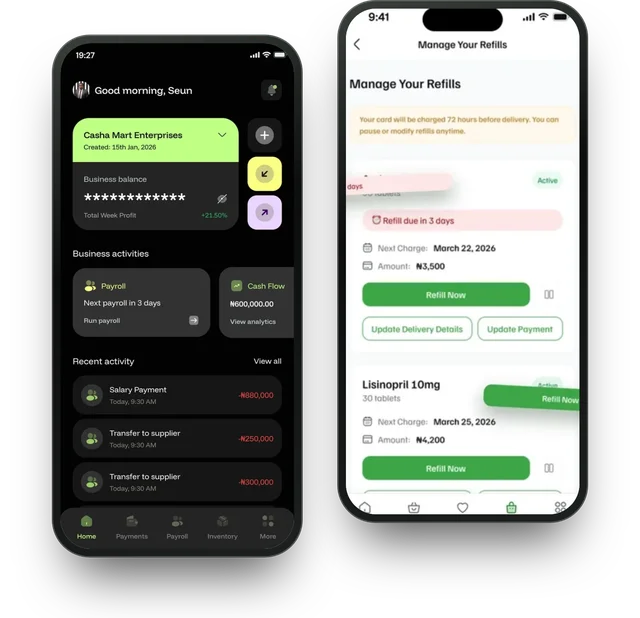 19:27
Good morning, Seun
Casha Mart Enterprises
Created: 15th Jan, 2026
Business balance
************
Total Week Profit
+21.50%
Business activities
Payroll
Next payroll in 3 days
Run payroll
Cash Flow
₦600,000.00
View analytics
Recent activity
View all
Salary Payment
Today, 9:30 AM
-₦880,000
Transfer to supplier
Today, 9:30 AM
-₦250,000
Transfer to supplier
Today, 9:30 AM
-₦300,000
Home
Payments
Payroll
Inventory
More
9:41
Manage Your Refills
Manage Your Refills
Your card will be charged 72 hours before delivery. You can
pause or modify refills anytime.
days
Active
tablets
Refill due in 3 days
Next Charge: March 22, 2026
Amount: ₦3,500
Refill Now
Update Delivery Details
Update Payment
Lisinopril 10mg
Active
30 tablets
Refill Now
Next Charge: March 25, 2026
Amount: ₦4,200
Refill Now